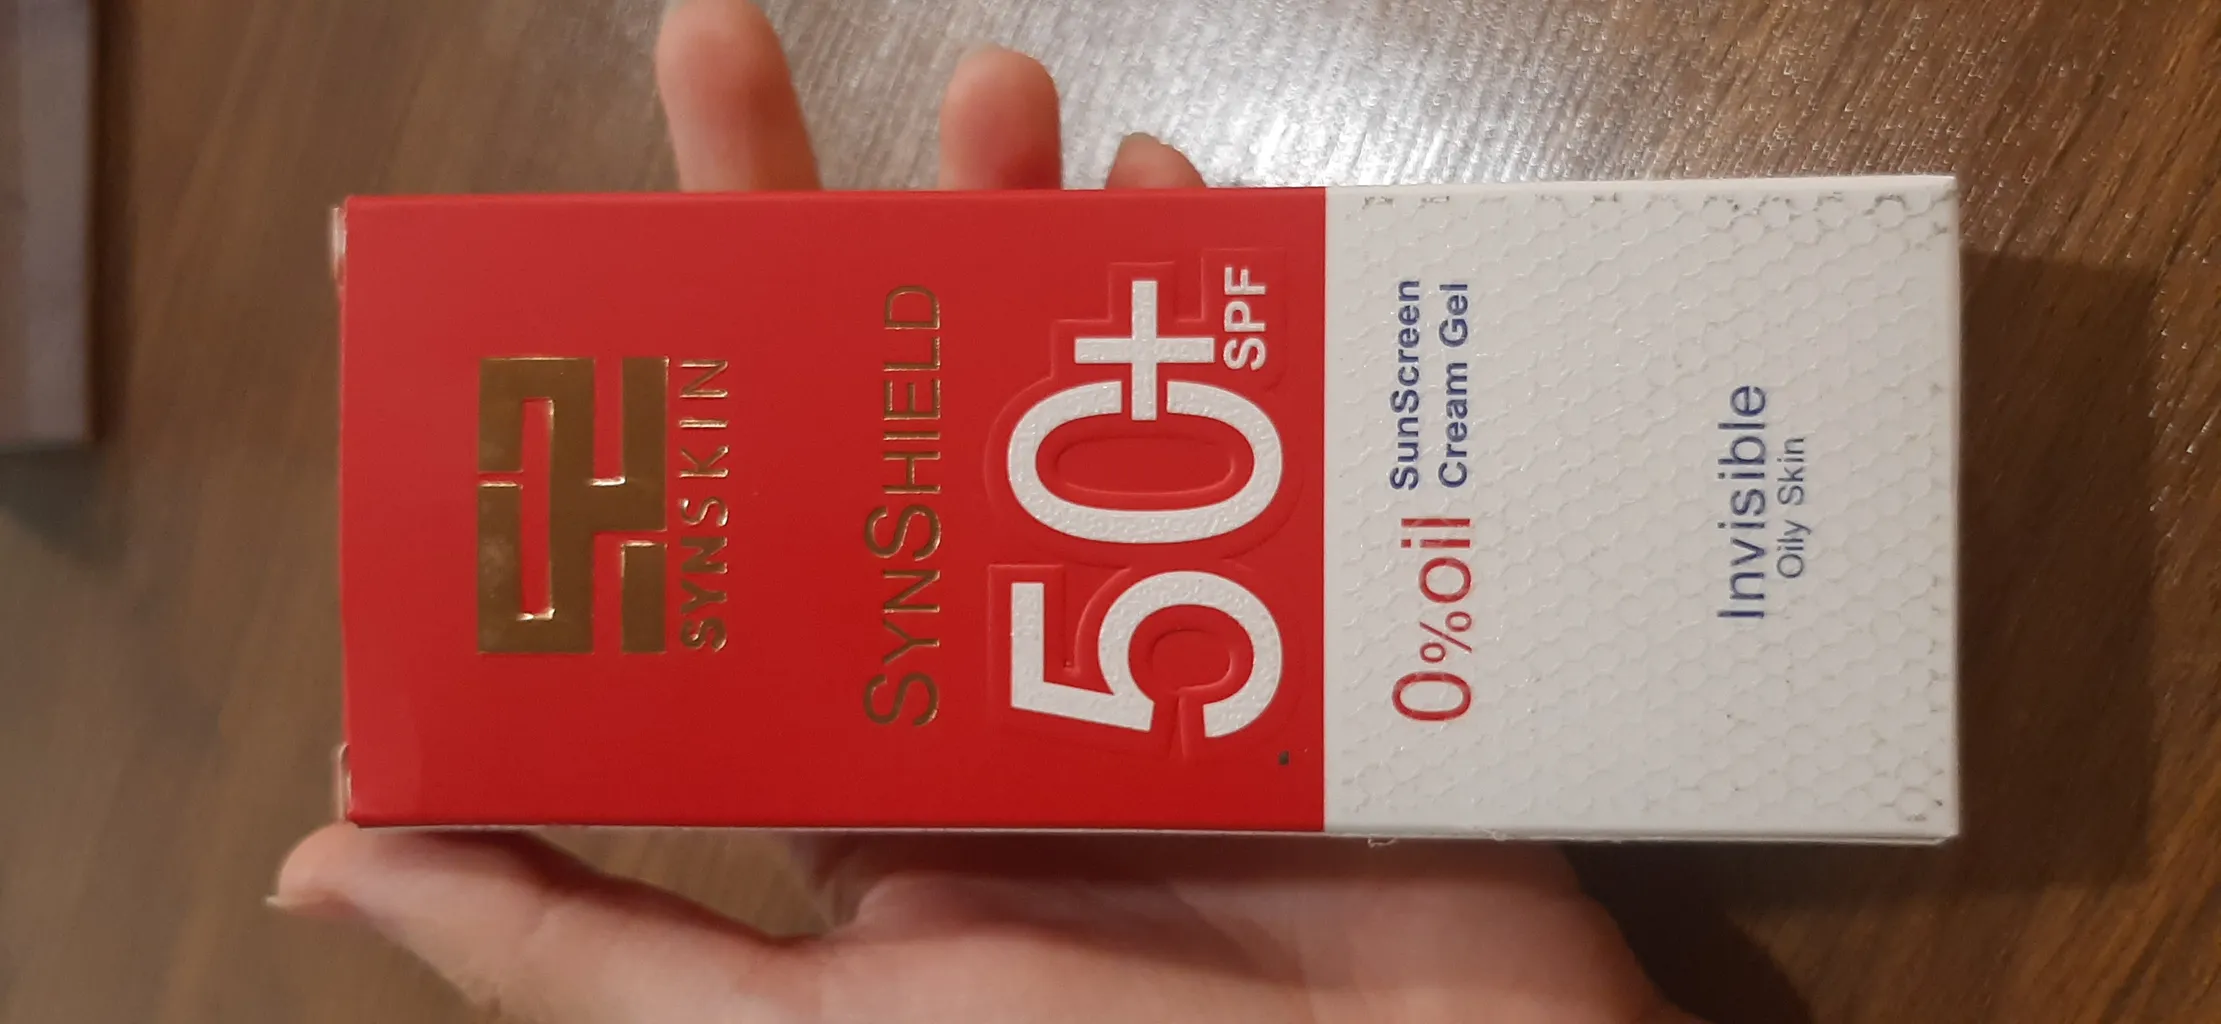 SYNSKIN
SYNSHIELD
50+
SPF
0%oil SunScreen
Cream Gel
Invisible
Oily Skin